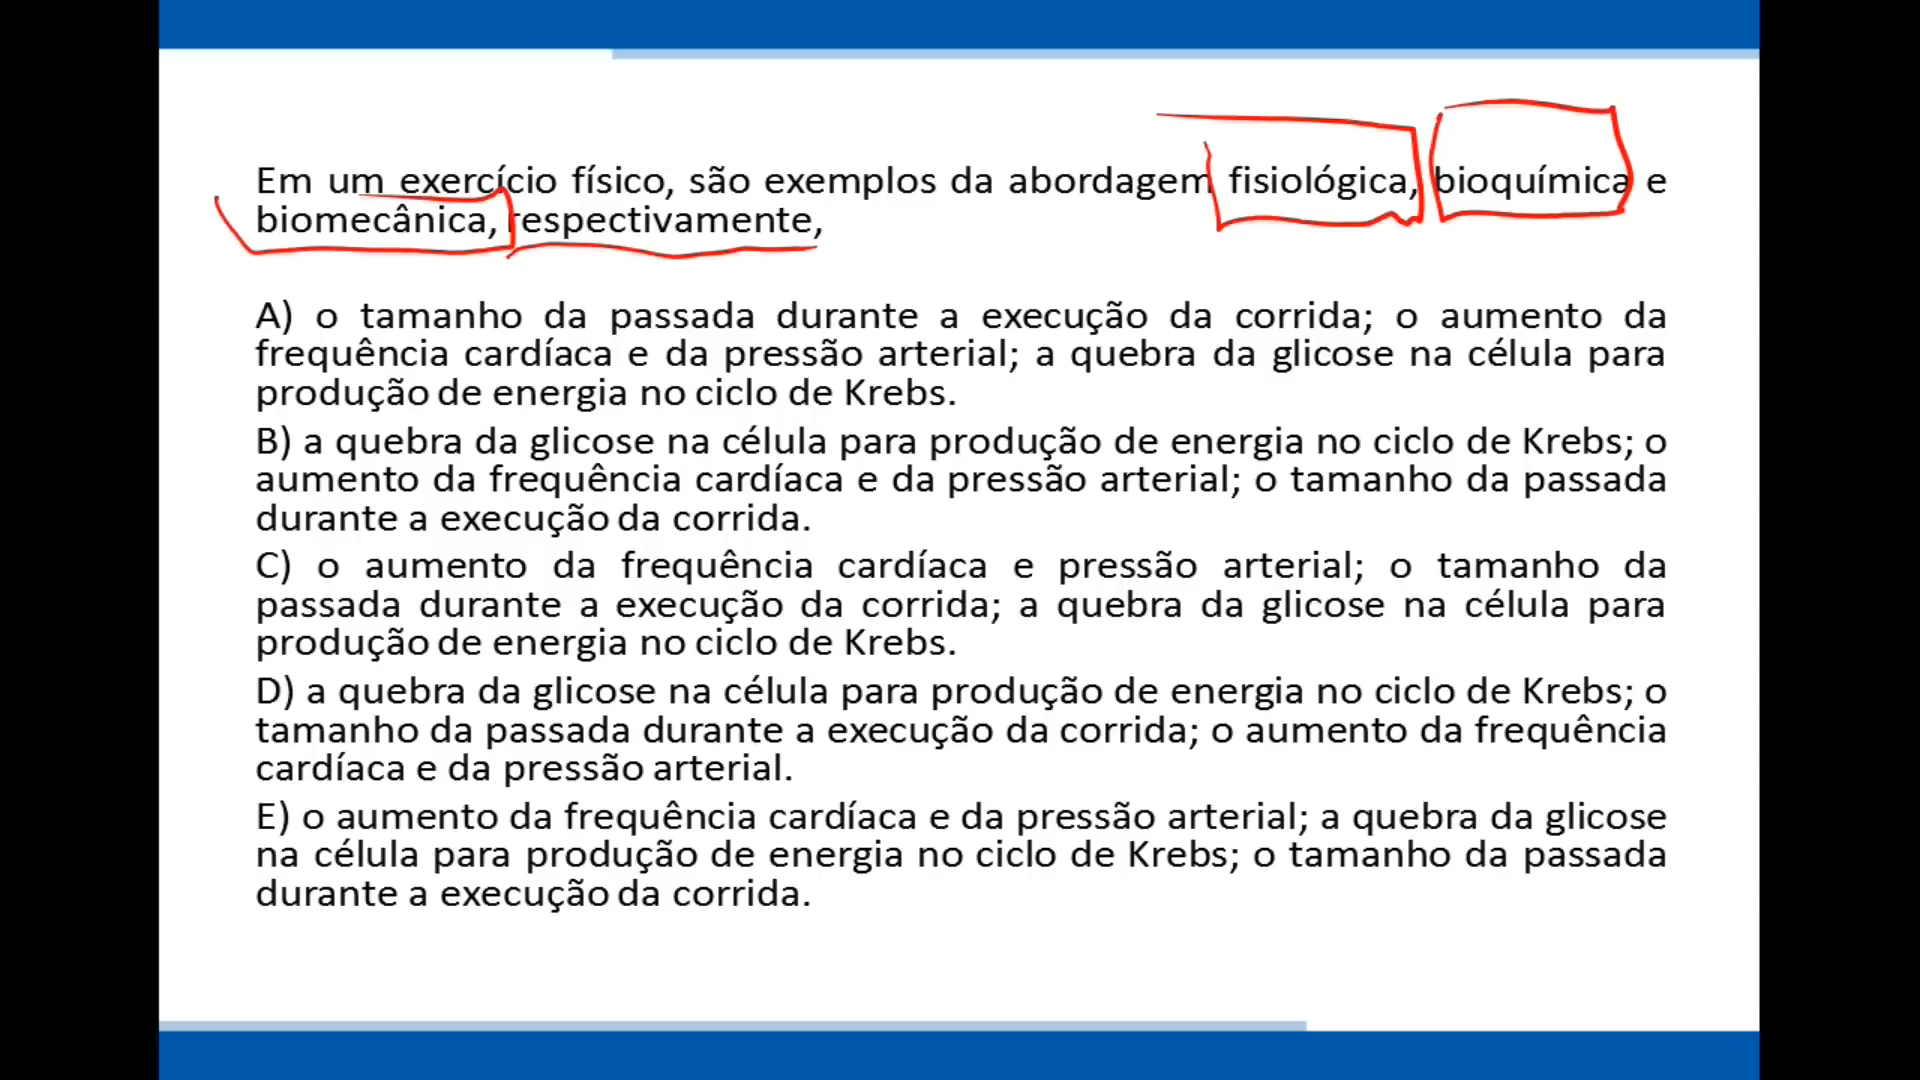 Em um exercício físico, são exemplos da abordagem fisiológica, bioquímica e
biomecânica, respectivamente,
A) o tamanho da passada durante a execução da corrida; o aumento da
frequência cardíaca e da pressão arterial; a quebra da glicose na célula para
produção de energia no ciclo de Krebs.
B) a quebra da glicose na célula para produção de energia no ciclo de Krebs; o
aumento da frequência cardíaca e da pressão arterial; o tamanho da passada
durante a execução da corrida.
C) o aumento da frequência cardíaca e pressão arterial; o tamanho da
passada durante a execução da corrida; a quebra da glicose na célula para
produção de energia no ciclo de Krebs.
D) a quebra da glicose na célula para produção de energia no ciclo de Krebs; o
tamanho da passada durante a execução da corrida; o aumento da frequência
cardíaca e da pressão arterial.
E) o aumento da frequência cardíaca e da pressão arterial; a quebra da glicose
na célula para produção de energia no ciclo de Krebs; o tamanho da passada
durante a execução da corrida.